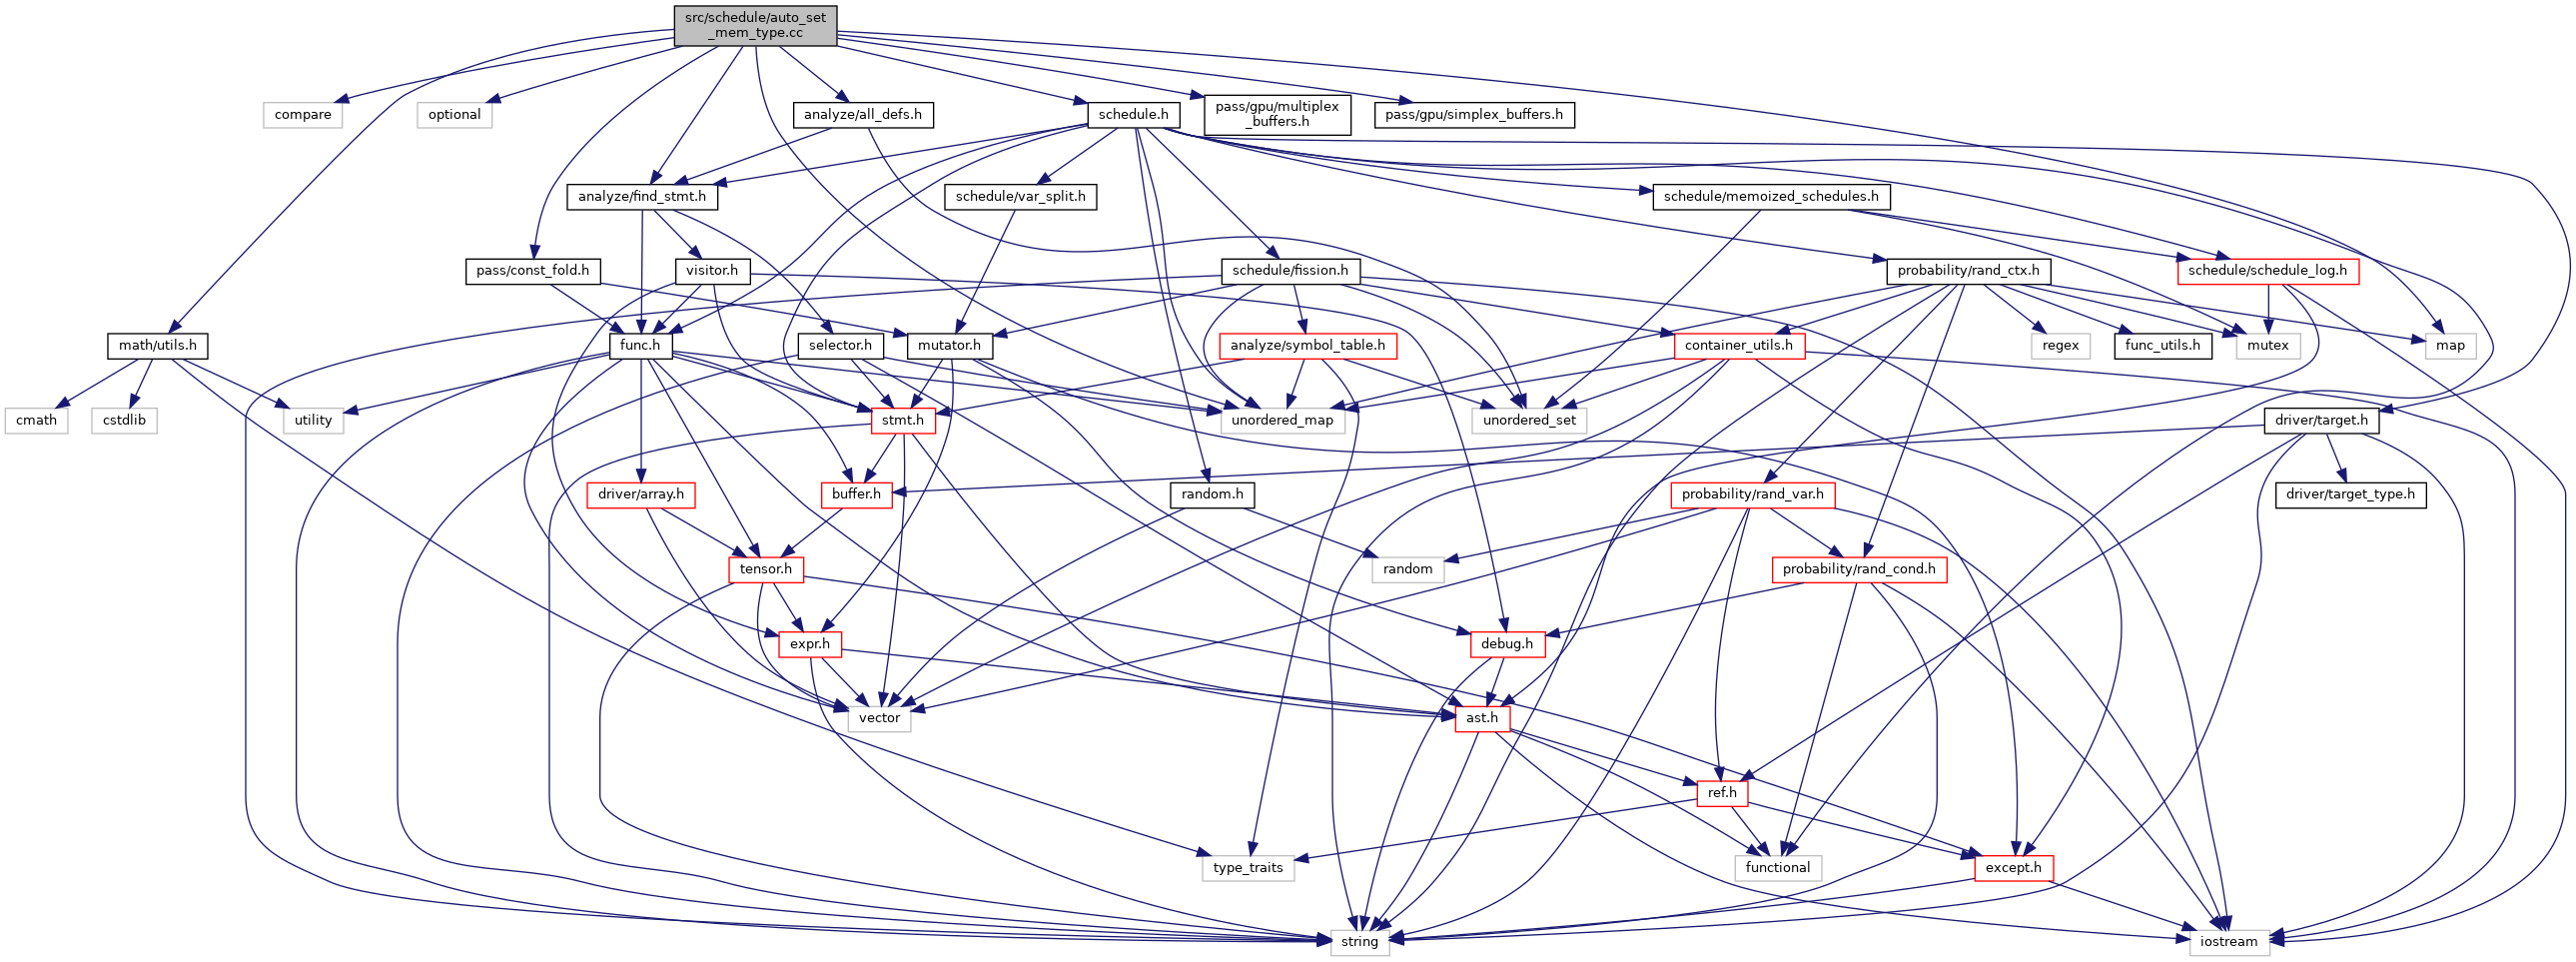 src/schedule/auto_set
_mem_type.cc
compare
optional
analyze/all_defs.h
schedule.h
pass/gpu/multiplex
_buffers.h
pass/gpu/simplex_buffers.h
analyze/find_stmt.h
schedule/var_split.h
schedule/memoized_schedules.h
pass/const_fold.h
visitor.h
schedule/fission.h
probability/rand_ctx.h
schedule/schedule_log.h
math/utils.h
func.h
selector.h
mutator.h
analyze/symbol_table.h
container_utils.h
regex
func_utils.h
mutex
map
cmath
cstdlib
utility
stmt.h
unordered_map
unordered_set
driver/target.h
driver/array.h
buffer.h
random.h
probability/rand_var.h
driver/target_type.h
tensor.h
random
probability/rand_cond.h
expr.h
debug.h
vector
ast.h
ref.h
type_traits
functional
except.h
string
iostream